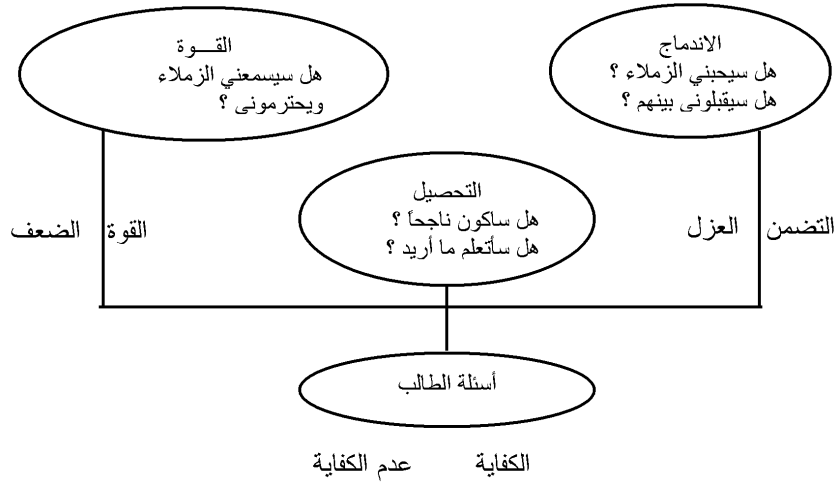 الاندماج
هل سيحبني الزملاء ؟
هل سيقبلونى بينهم ؟
القـــوة
هل سيسمعني الزملاء
ويحترمونى ؟
التحصيل
هل ساكون ناجحاً ؟
هل سأتعلم ما أريد ؟
التضمن
العزل
القوة
الضعف
أسئلة الطالب
الكفاية
عدم الكفاية